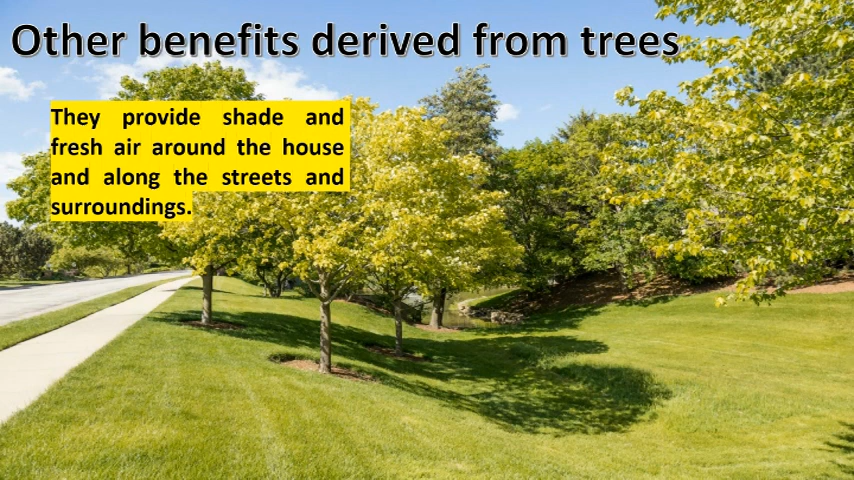 Other benefits derived from trees
They provide shade and
fresh air around the house
and along the streets and
surroundings.